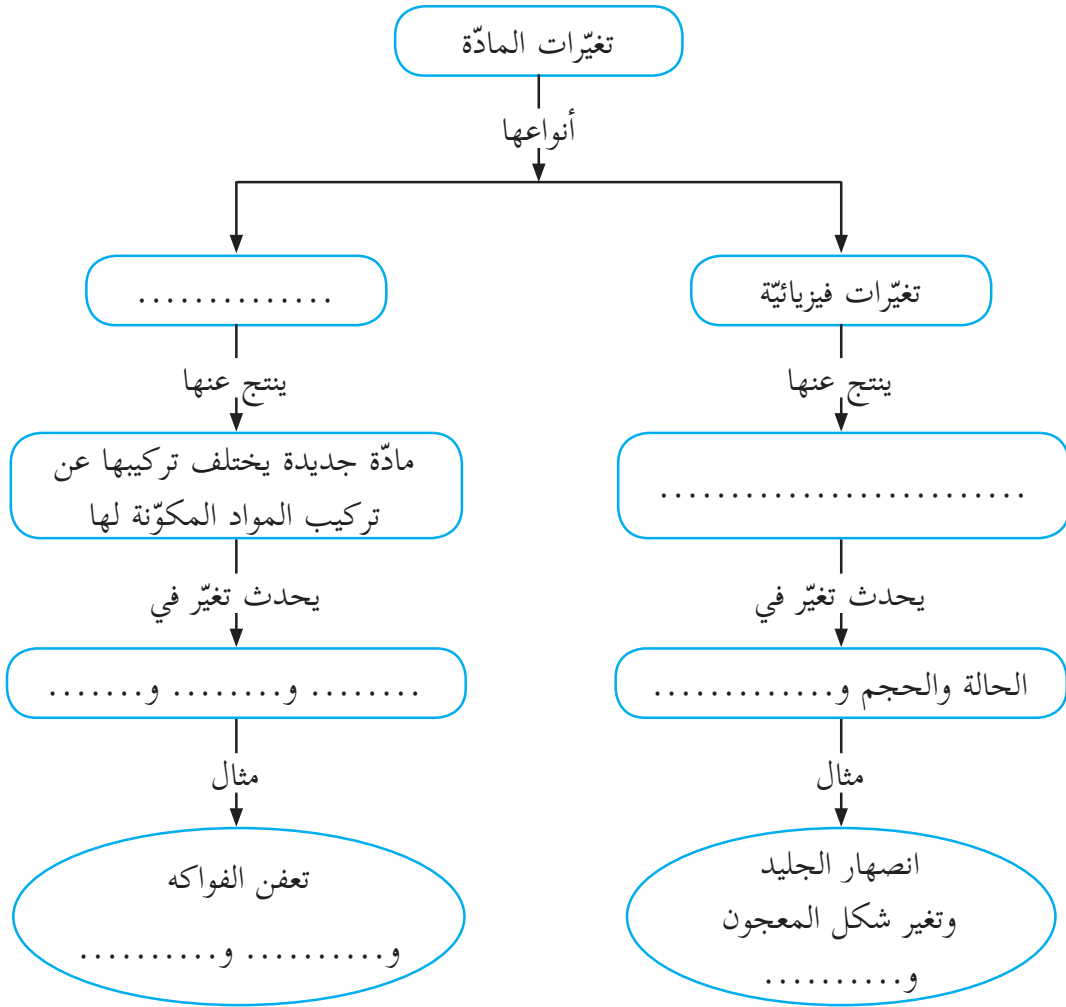 تغيّرات المادّة
أنواعها
تغيّرات فيزيائيّة
..............
ينتج عنها
ينتج عنها
..........................
مادّة جديدة يختلف تركيبها عن
تركيب المواد المكوّنة لها
يحدث تغيّر في
يحدث تغيّر في
الحالة والحجم و.............
........ و........ و.......
مثال
مثال
انصهار الجليد
وتغير شكل المعجون
و..........
تعفن الفواكه
و.......... و..........